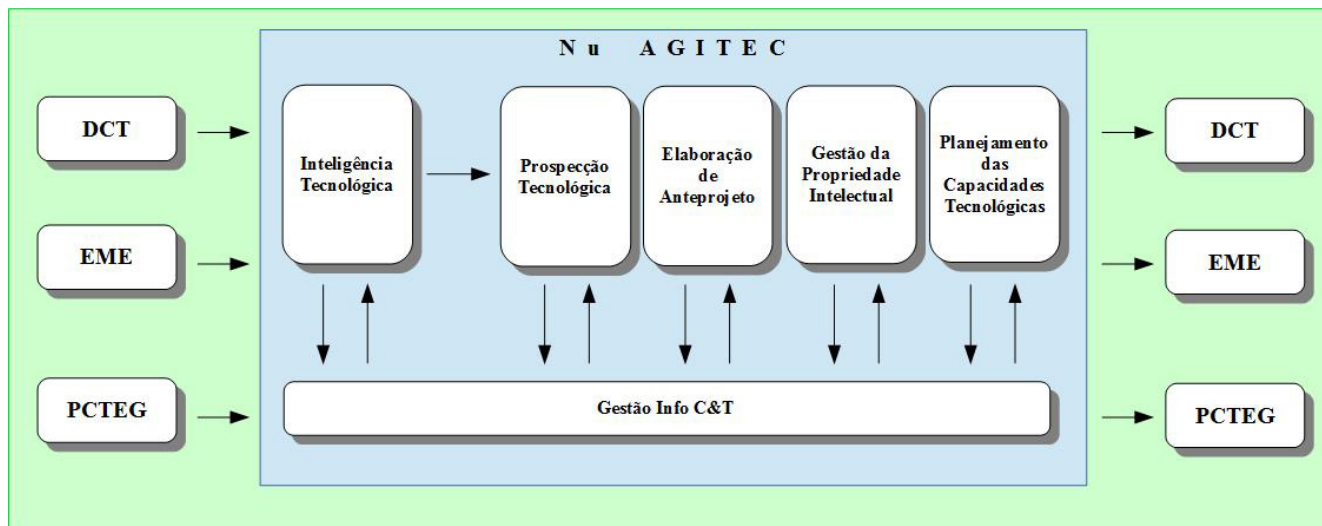 Nu AGITEC
DCT
EME
PCTEG
Inteligência
Tecnológica
Prospecção
Tecnológica
Elaboração
de
Anteprojeto
Gestão da
Propriedade
Intelectual
Planejamento
das
Capacidades
Tecnológicas
Gestão Info C&T
DCT
EME
PCTEG